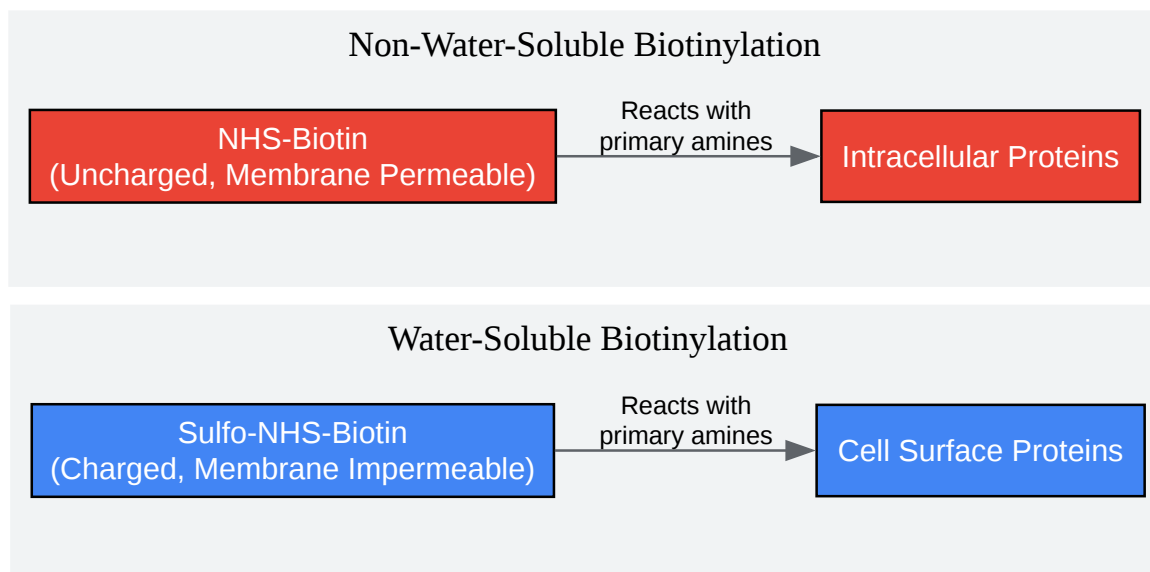 Non-Water-Soluble Biotinylation
NHS-Biotin
(Uncharged, Membrane Permeable)
Reacts with
primary amines
Intracellular Proteins
Water-Soluble Biotinylation
Sulfo-NHS-Biotin
(Charged, Membrane Impermeable)
Reacts with
primary amines
Cell Surface Proteins